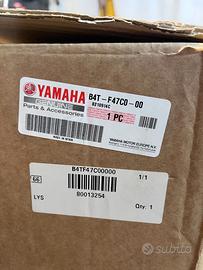 YAMAHA
GENUINE
Parts & Accessories
B4T-F47C0-00
1 PC
YAMAHA MOTOR EUROPE N.V.
B4TF47C00000
1/1
66
LYS
B0013254
Qty. 1
subito